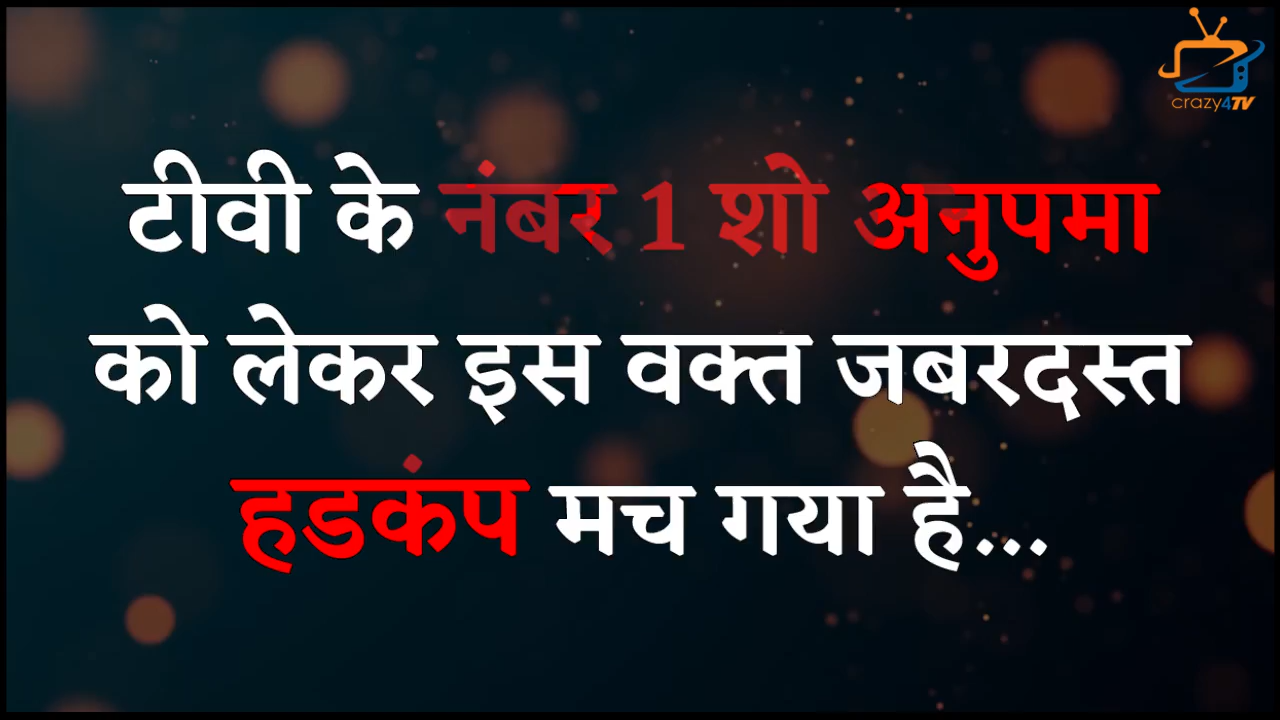 crazy4TV
टीवी के नंबर 1 शो अनुपमा
को लेकर इस वक्त जबरदस्त
हडकंप मच गया है...